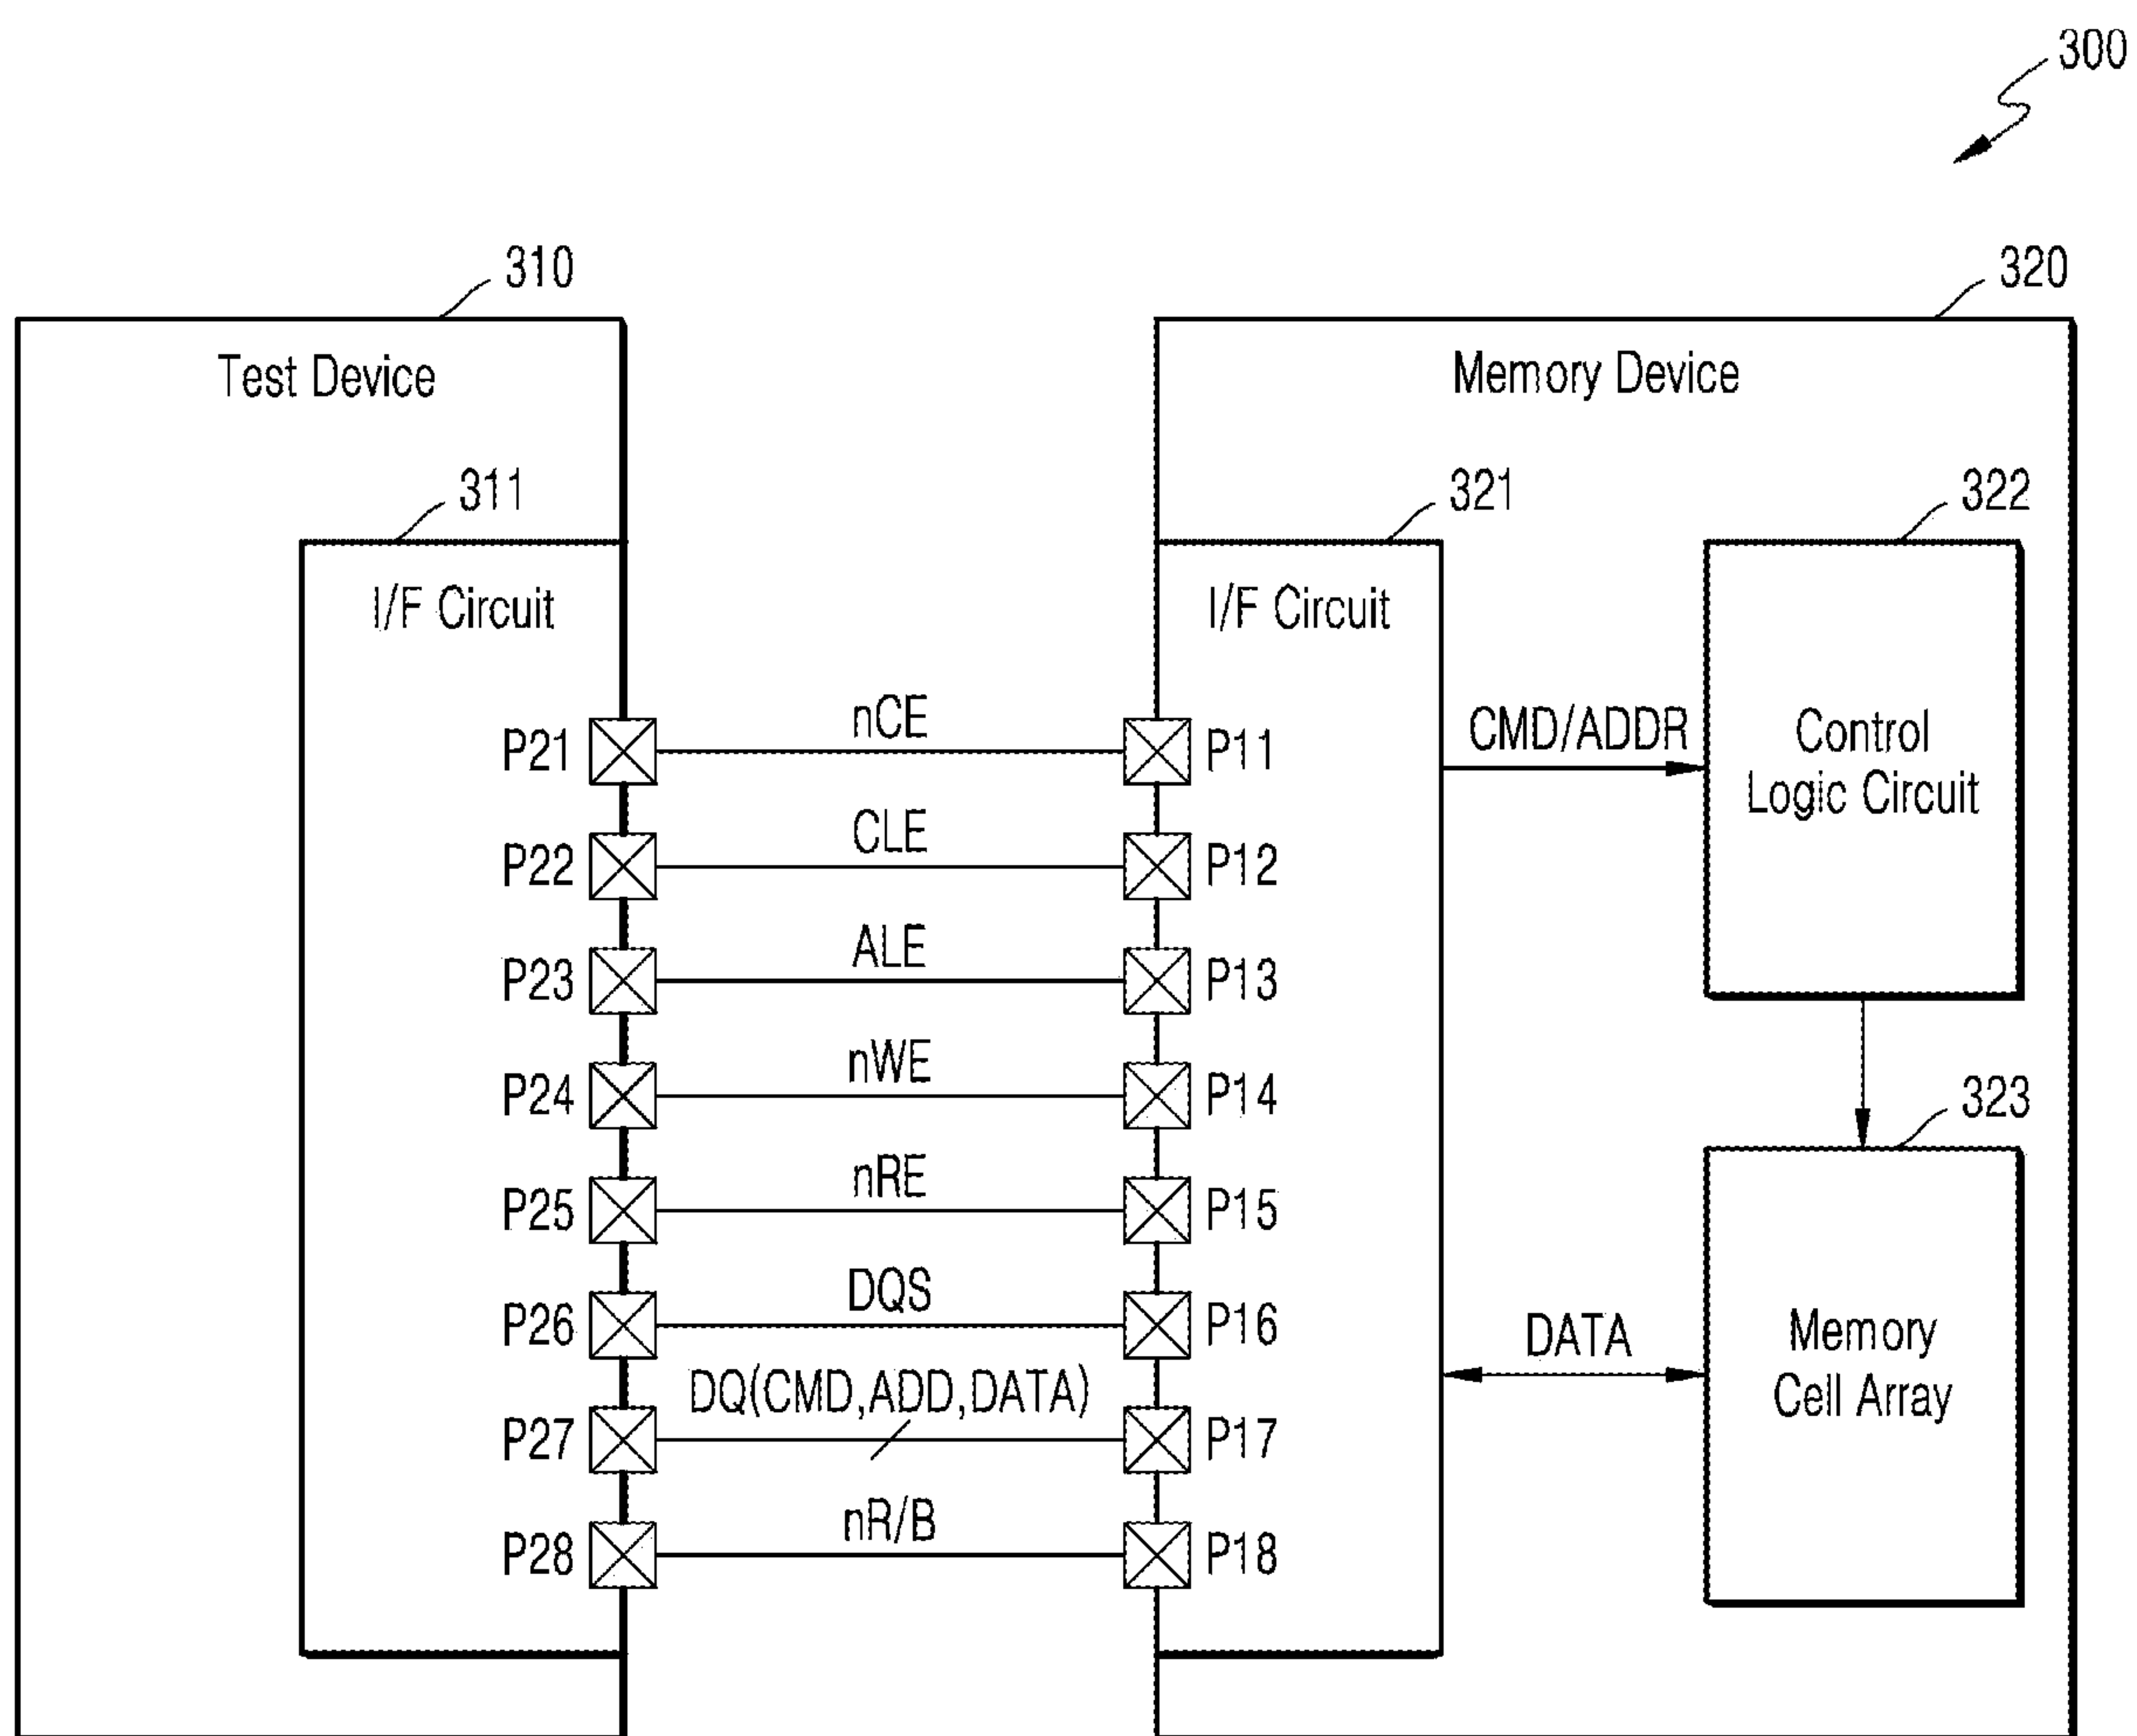 300
310
320
Test Device
Memory Device
311
321
322
I/F Circuit
I/F Circuit
P21
nCE
P11
CMD/ADDR
Control
Logic Circuit
P22
CLE
P12
P23
ALE
P13
P24
nWE
P14
323
P25
nRE
P15
P26
DQS
P16
DATA
Memory
Cell Array
P27
DQ(CMD,ADD,DATA)
P17
P28
nR/B
P18